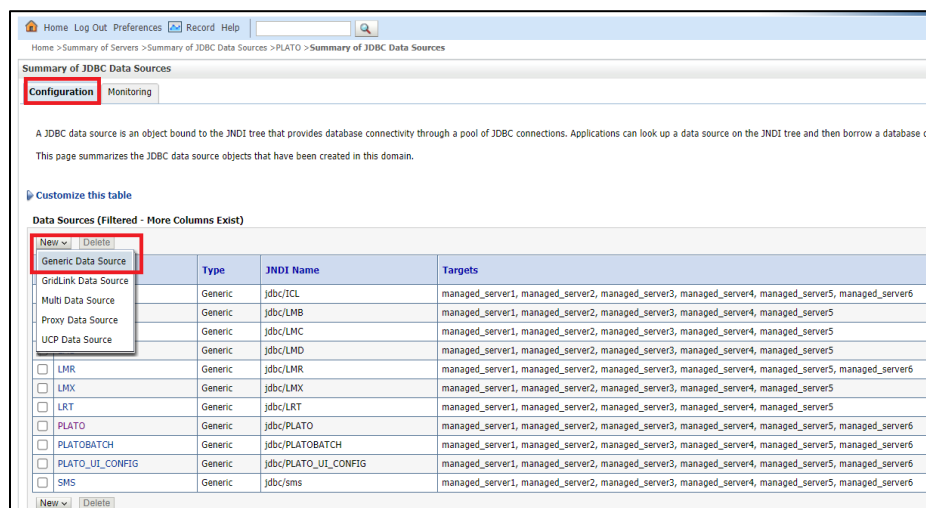 Home Log Out Preferences Record Help
Home >Summary of Servers >Summary of JDBC Data Sources >PLATO >Summary of JDBC Data Sources
Summary of JDBC Data Sources
Configuration Monitoring
A JDBC data source is an object bound to the JNDI tree that provides database connectivity through a pool of JDBC connections. Applications can look up a data source on the JNDI tree and then borrow a database
This page summarizes the JDBC data source objects that have been created in this domain.
Customize this table
Data Sources (Filtered - More Columns Exist)
New Delete
Generic Data Source
GridLink Data Source
Multi Data Source
Proxy Data Source
UCP Data Source
Type JNDI Name Targets
Generic jdbc/ICL managed_server1, managed_server2, managed_server3, managed_server4, managed_server5, managed_server6
Generic jdbc/LMB managed_server1, managed_server2, managed_server3, managed_server4, managed_server5
Generic jdbc/LMC managed_server1, managed_server2, managed_server3, managed_server4, managed_server5
Generic jdbc/LMD managed_server1, managed_server2, managed_server3, managed_server4, managed_server5
LMR Generic jdbc/LMR managed_server1, managed_server2, managed_server3, managed_server4, managed_server5, managed_server6
LMX Generic jdbc/LMX managed_server1, managed_server2, managed_server3, managed_server4, managed_server5
LRT Generic jdbc/LRT managed_server1, managed_server2, managed_server3, managed_server4, managed_server5
PLATO Generic jdbc/PLATO managed_server1, managed_server2, managed_server3, managed_server4, managed_server5, managed_server6
PLATOBATCH Generic jdbc/PLATOBATCH managed_server1, managed_server2, managed_server3, managed_server4, managed_server5, managed_server6
PLATO_UI_CONFIG Generic jdbc/PLATO_UI_CONFIG managed_server1, managed_server2, managed_server3, managed_server4, managed_server5, managed_server6
SMS Generic jdbc/sms managed_server1, managed_server2, managed_server3, managed_server4, managed_server5, managed_server6
New Delete